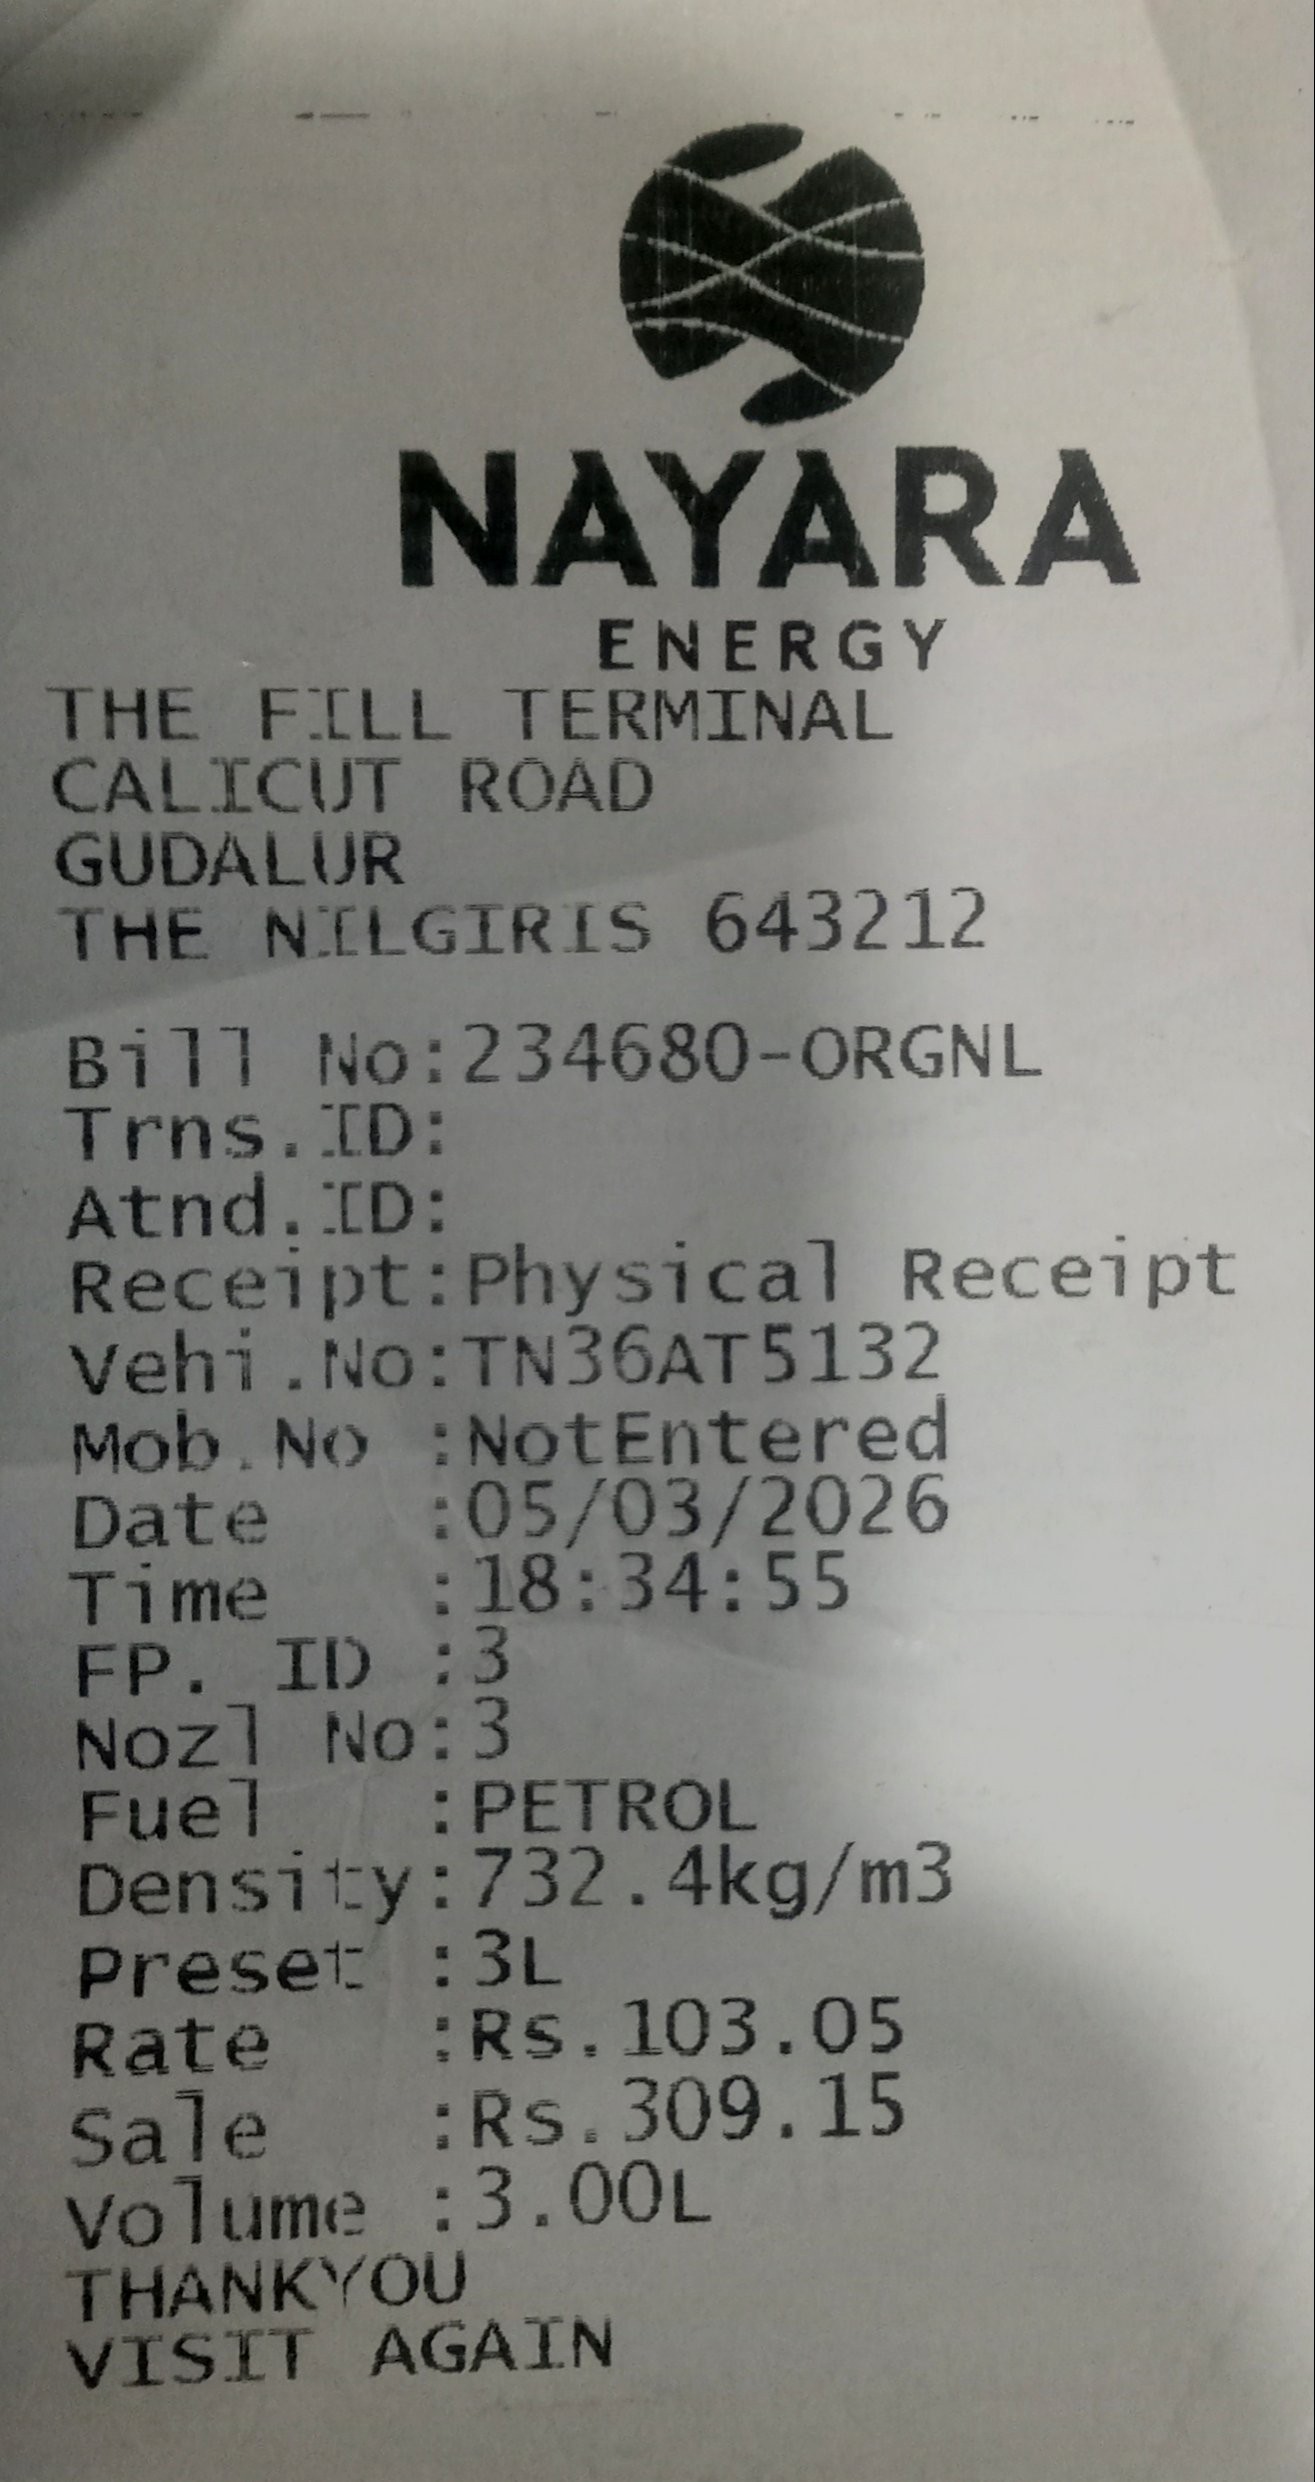 NAYARA
ENERGY
THE FILL TERMINAL
CALICUT ROAD
GUDALUR
THE NILGIRIS 643212
Bill No:234680-ORGNL
Trns.ID:
Atnd.ID:
Receipt:Physical Receipt
Vehi.No:TN36AT5132
Mob.No :NotEntered
Date :05/03/2026
Time :18:34:55
FP. ID :3
Nozl No:3
Fuel :PETROL
Density:732.4kg/m3
Preset :3L
Rate :Rs.103.05
Sale :Rs.309.15
Volume :3.00L
THANKYOU
VISIT AGAIN